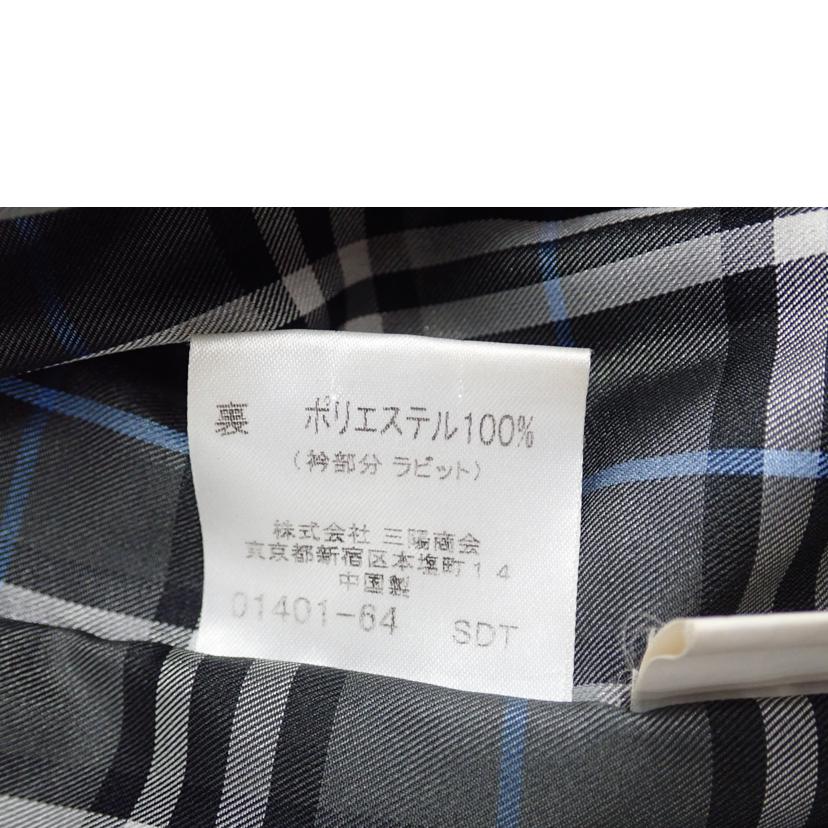 裏 ポリエステル100%
(衿部分 ラビット)
株式会社 三陽商会
東京都新宿区本塩町14
中国製
01401-64 SDT